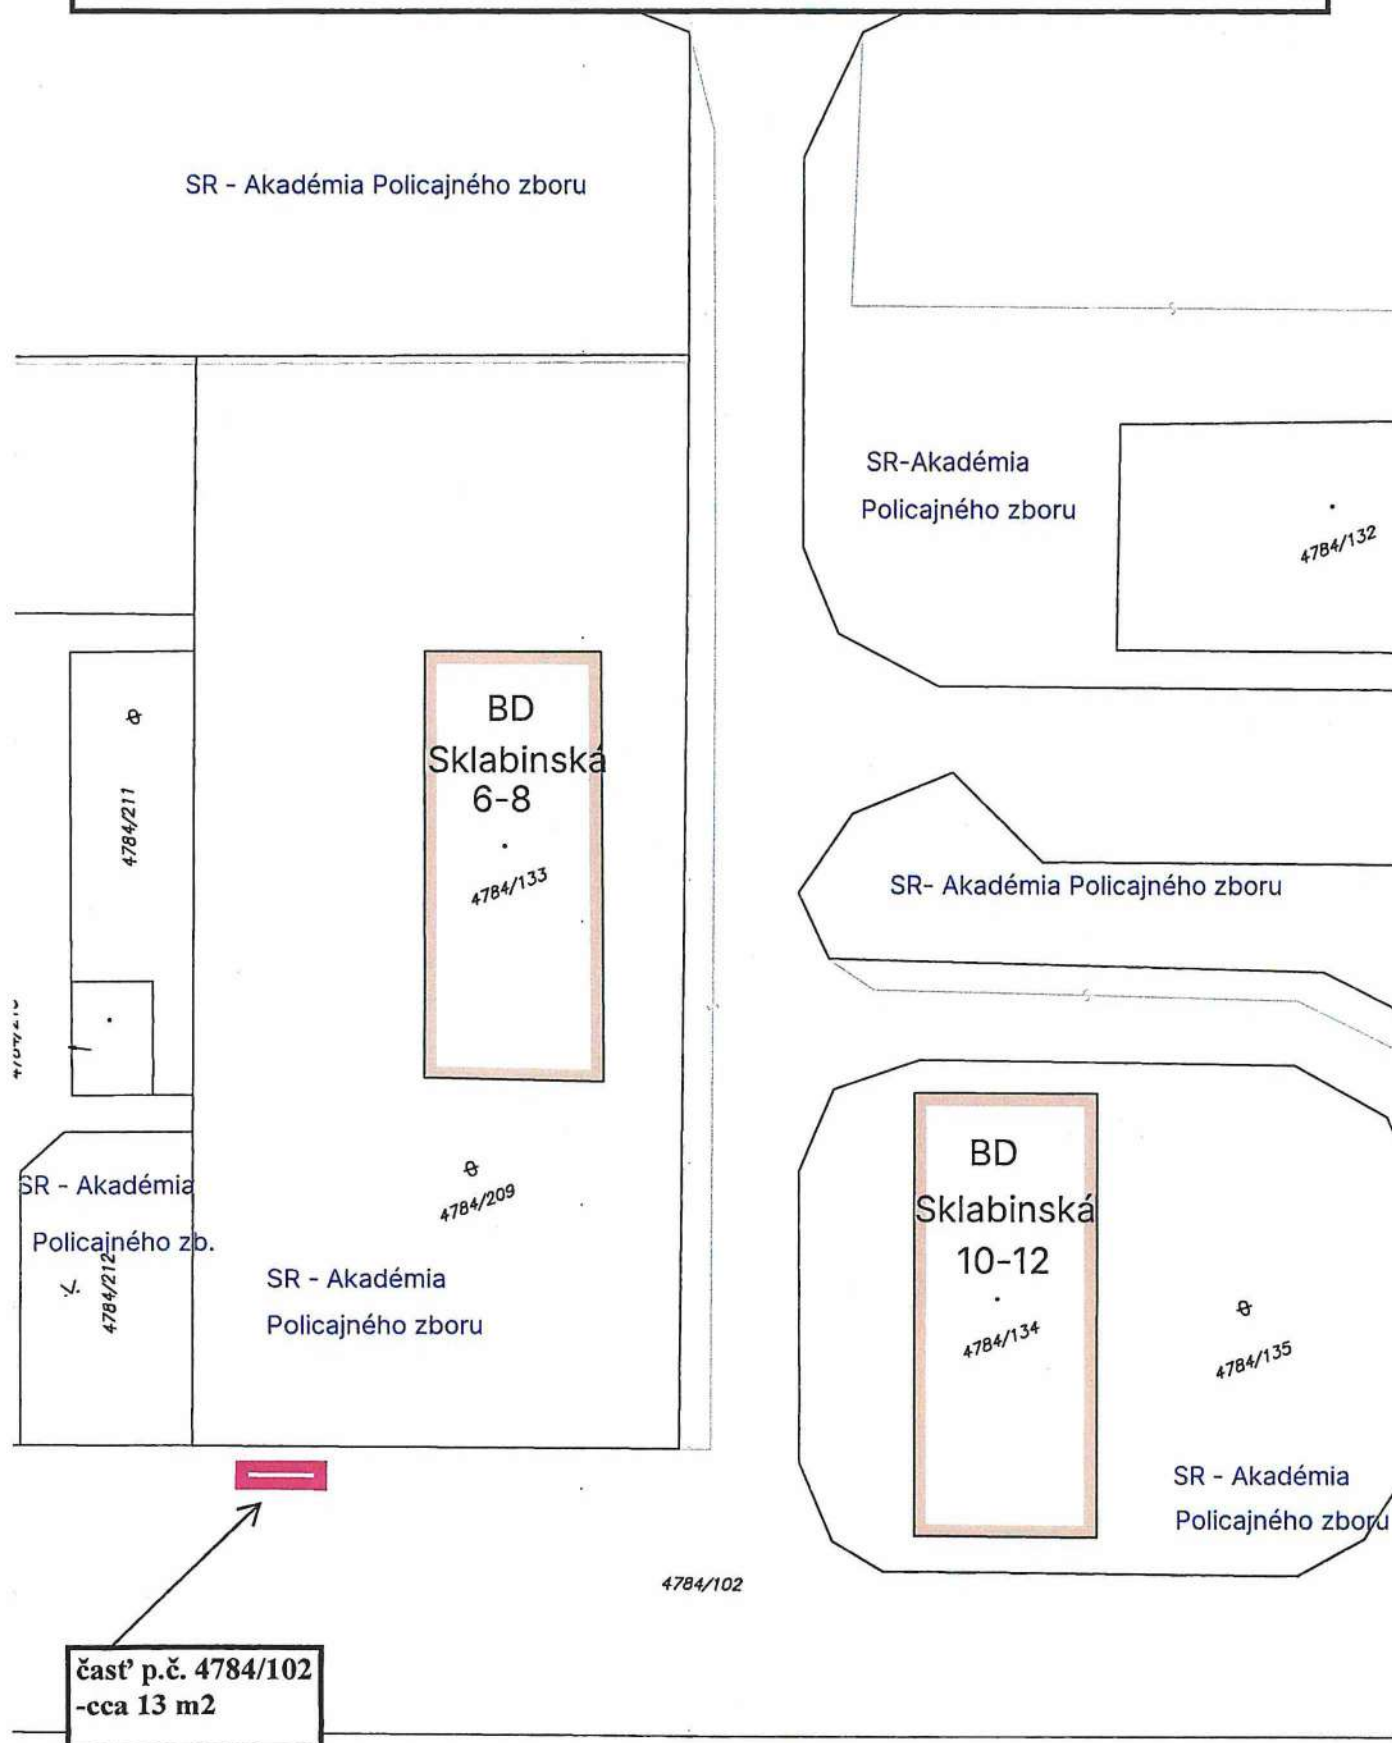 SR - Akadémia Policajného zboru
SR-Akadémia
Policajného zboru
4784/132
BD
Sklabinská
6-8
4784/133
4784/211
SR- Akadémia Policajného zboru
BD
Sklabinská
10-12
4784/134
4784/135
4784/209
SR - Akadémia
Policajného zb.
4784/212
SR - Akadémia
Policajného zboru
SR - Akadémia
Policajného zboru
4784/102
časť p.č. 4784/102
-cca 13 m2